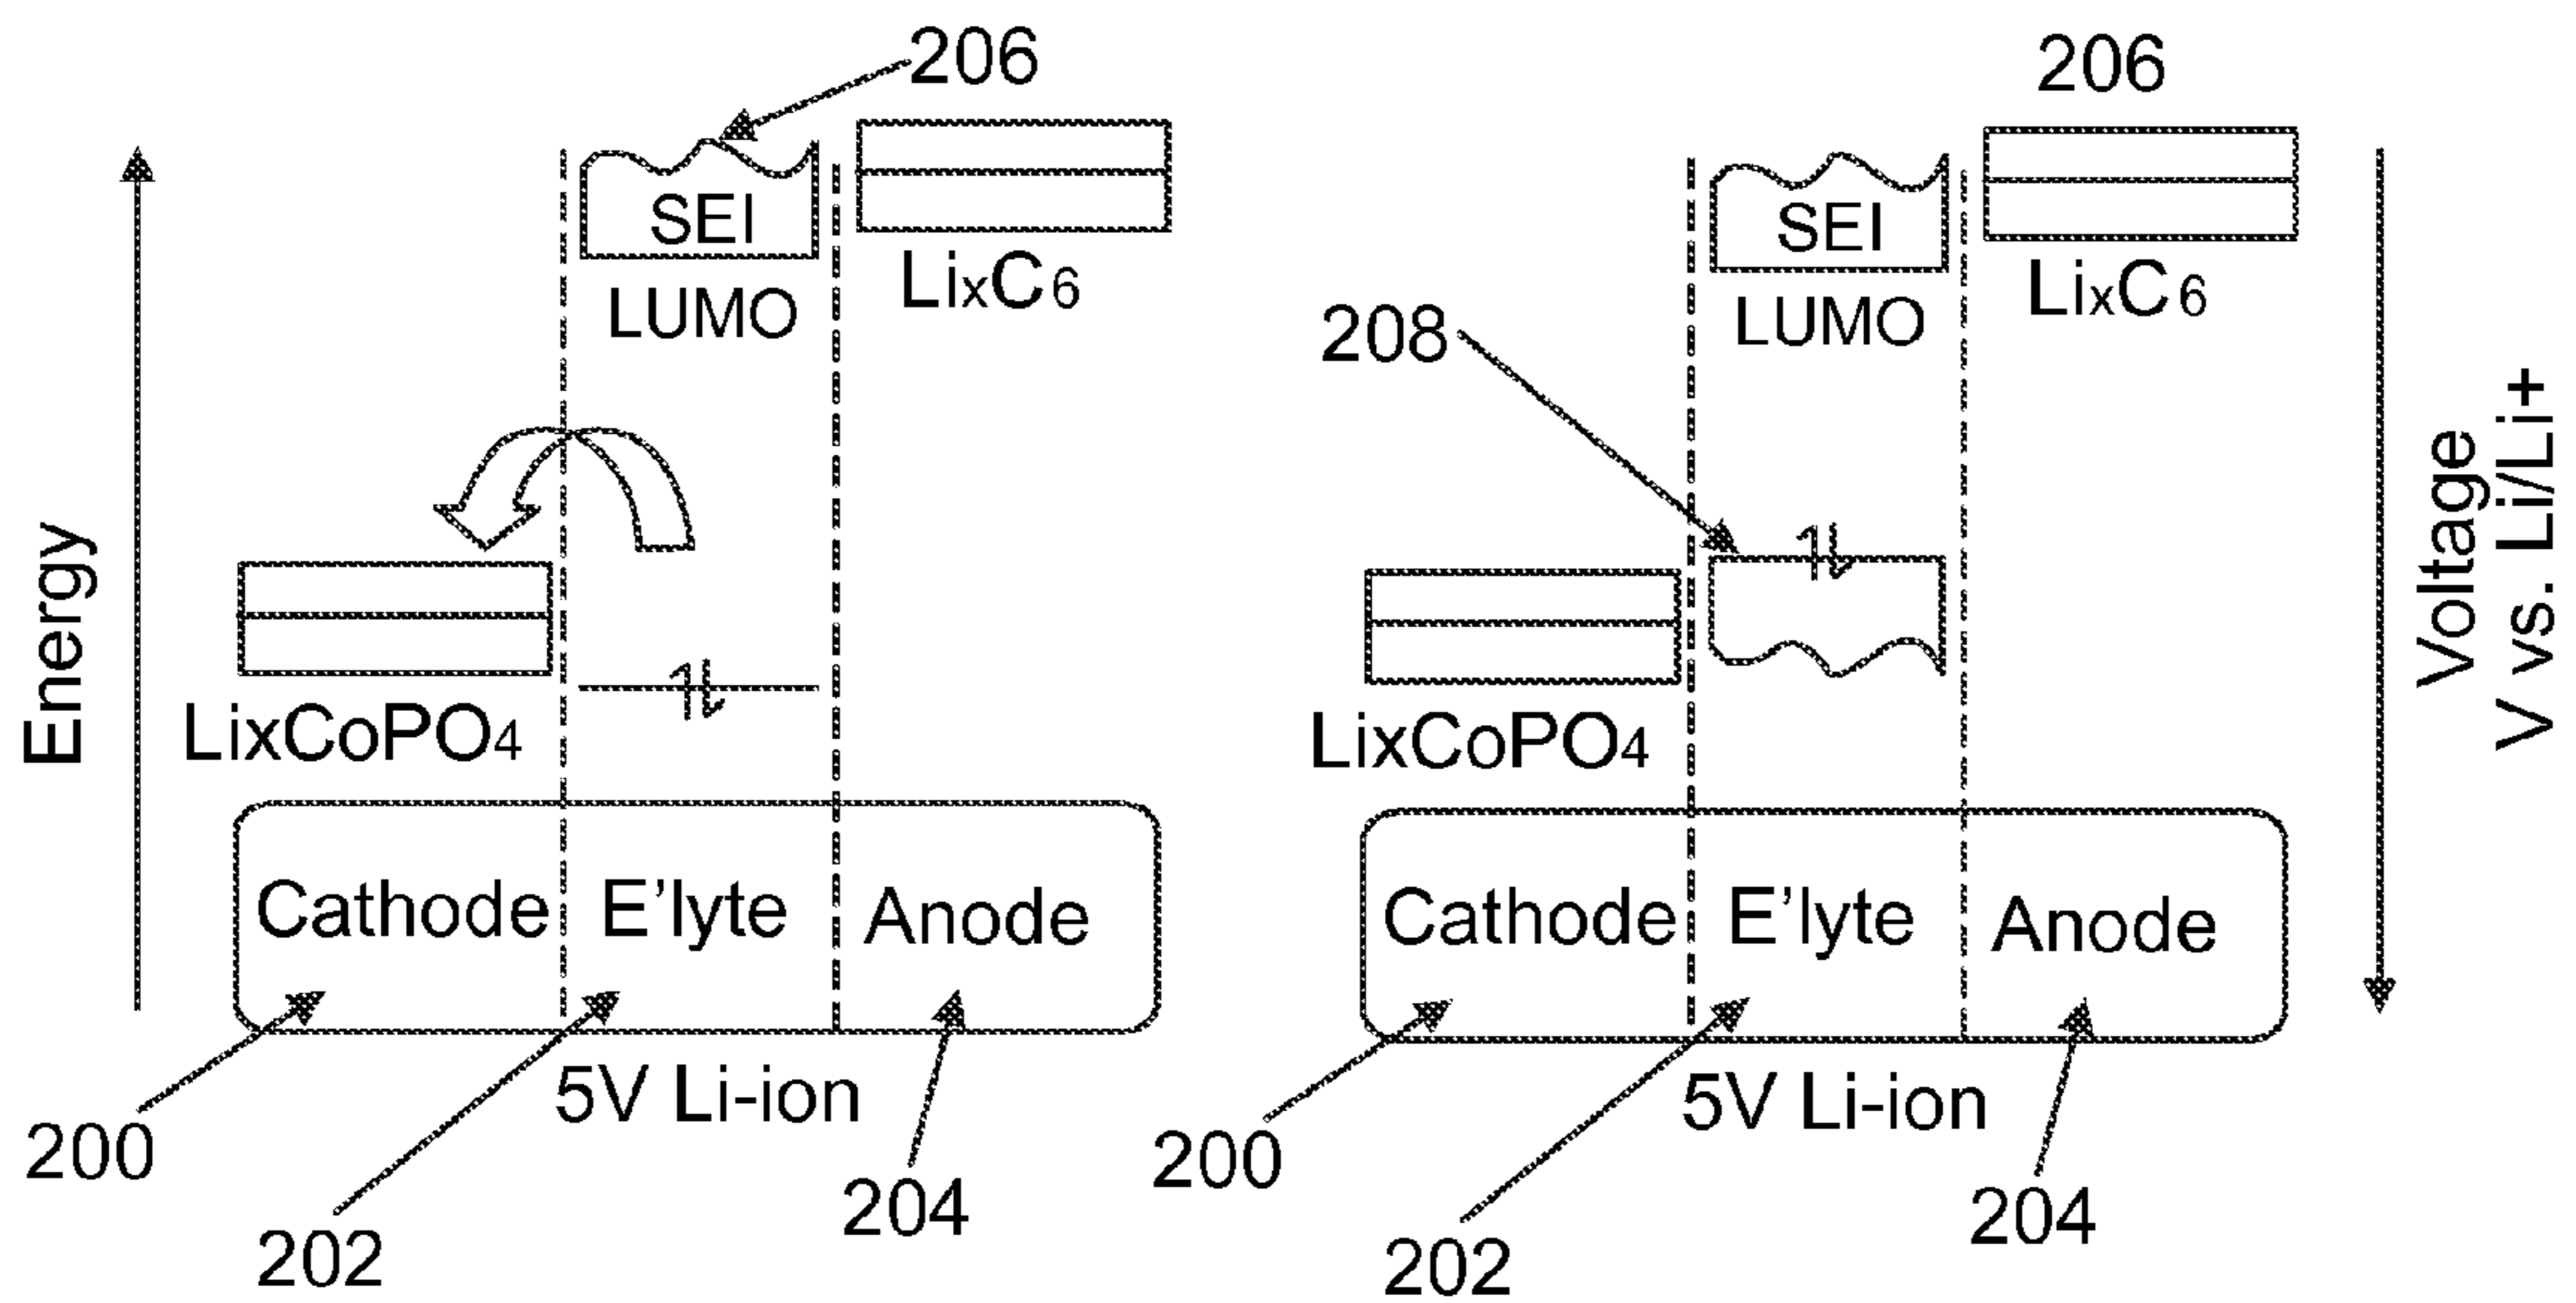 206
SEI
LUMO
LixC6
Energy
LixCoPO4
Cathode
E'lyte
Anode
5V Li-ion
200
202
204
206
SEI
LUMO
LixC6
208
LixCoPO4
Voltage
V vs. Li/Li+
Cathode
E'lyte
Anode
5V Li-ion
200
202
204